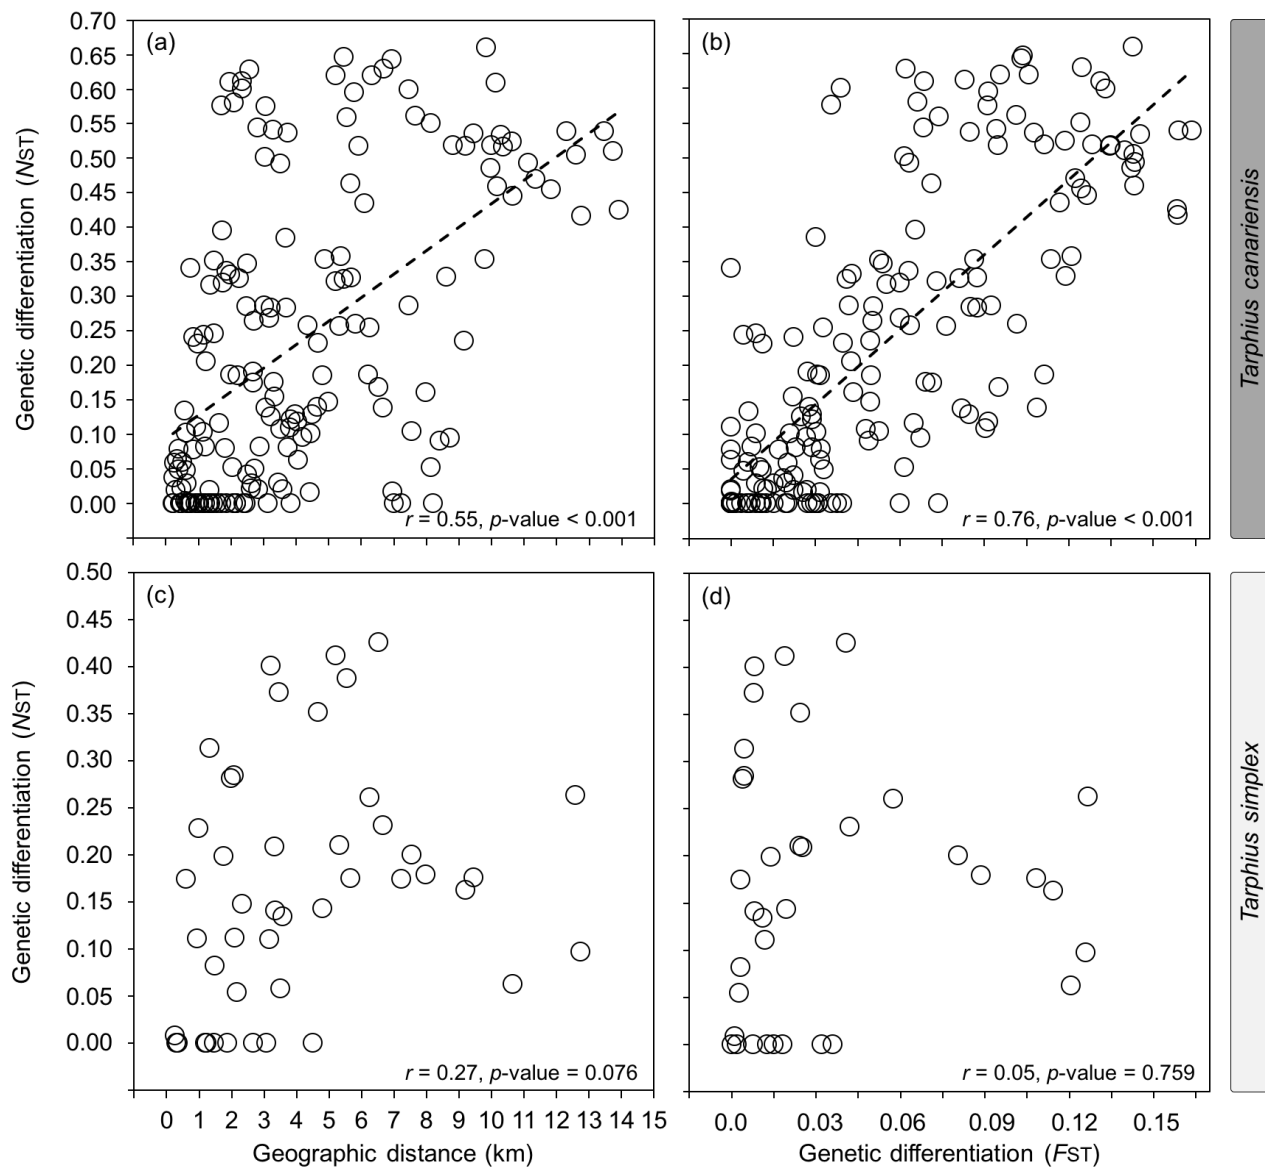 0.70
0.65
0.60
0.55
0.50
0.45
0.40
0.35
0.30
0.25
0.20
0.15
0.10
0.05
0.00
Genetic differentiation (NST)
(a)
r = 0.55, p-value < 0.001
(b)
r = 0.76, p-value < 0.001
Tarphius canariensis
0.50
0.45
0.40
0.35
0.30
0.25
0.20
0.15
0.10
0.05
0.00
Genetic differentiation (NST)
(c)
r = 0.27, p-value = 0.076
(d)
r = 0.05, p-value = 0.759
Tarphius simplex
0 1 2 3 4 5 6 7 8 9 10 11 12 13 14 15
Geographic distance (km)
0.0 0.03 0.06 0.09 0.12 0.15
Genetic differentiation (FST)